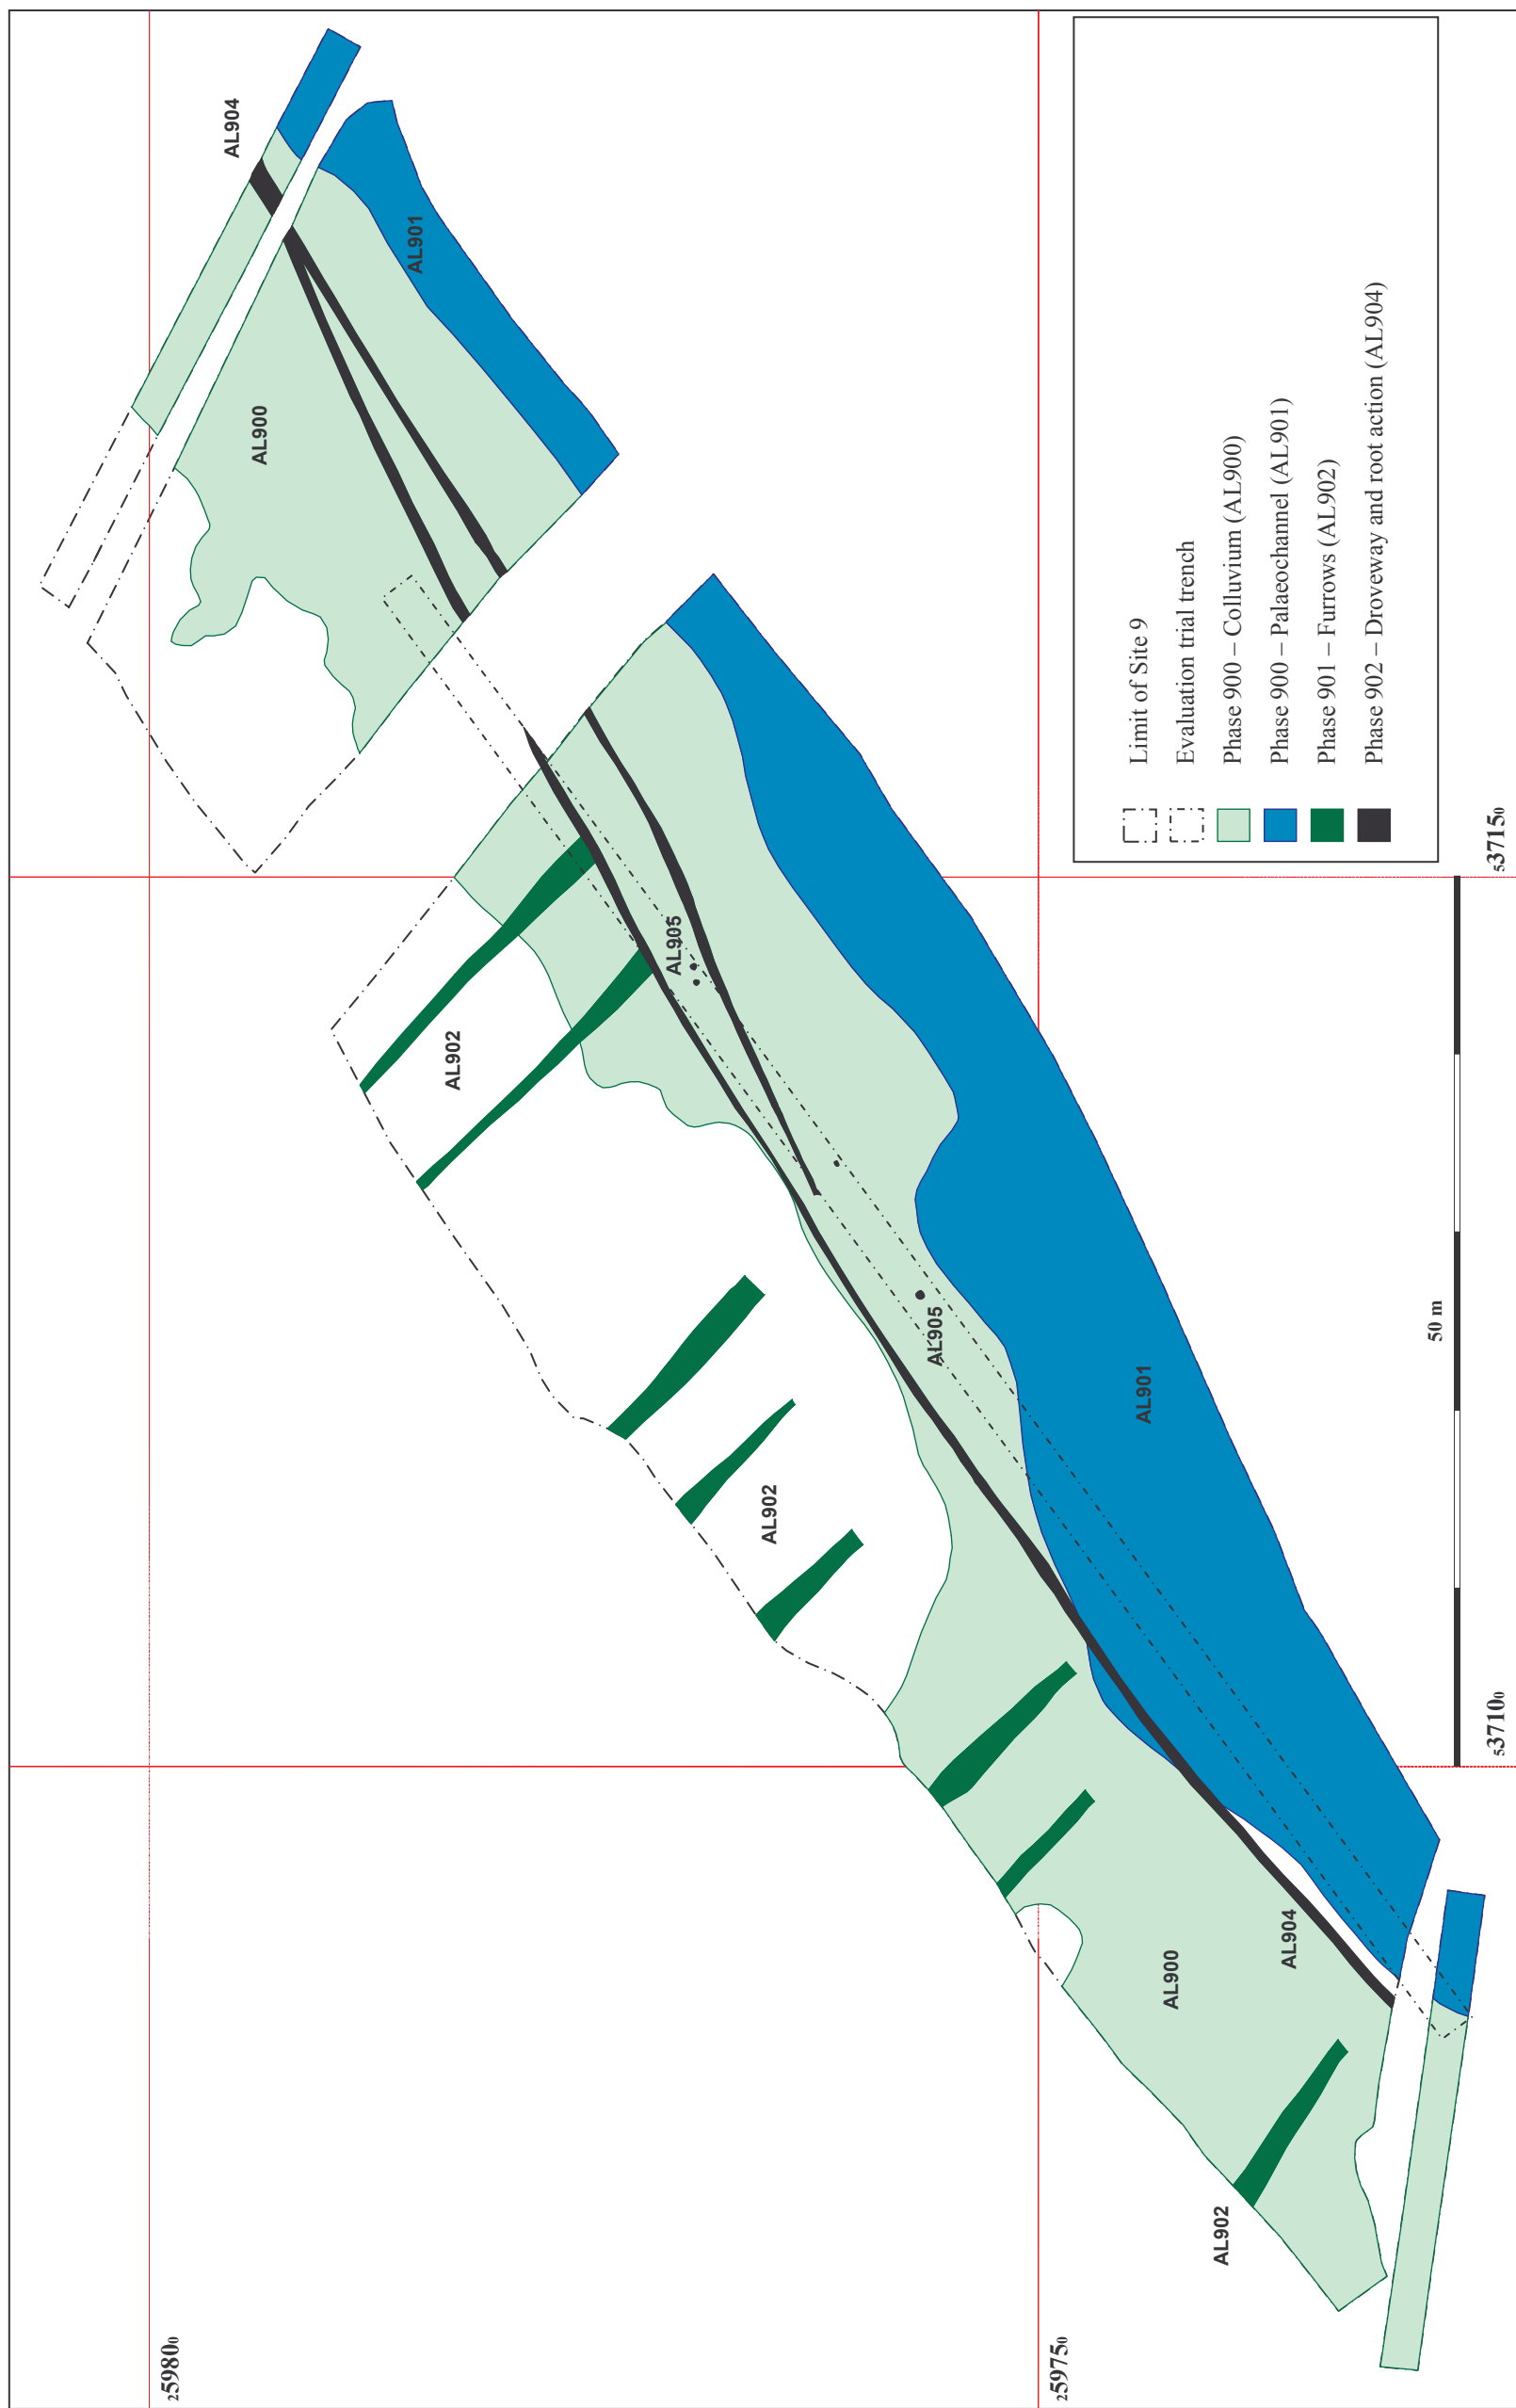 AL904
AL901
AL900
AL902
AL905
AL905
AL902
AL901
AL900
AL904
AL902
Limit of Site 9
Evaluation trial trench
Phase 900 – Colluvium (AL900)
Phase 900 – Palaeochannel (AL901)
Phase 901 – Furrows (AL902)
Phase 902 – Droveway and root action (AL904)
50 m
259800
259750
537150
537100